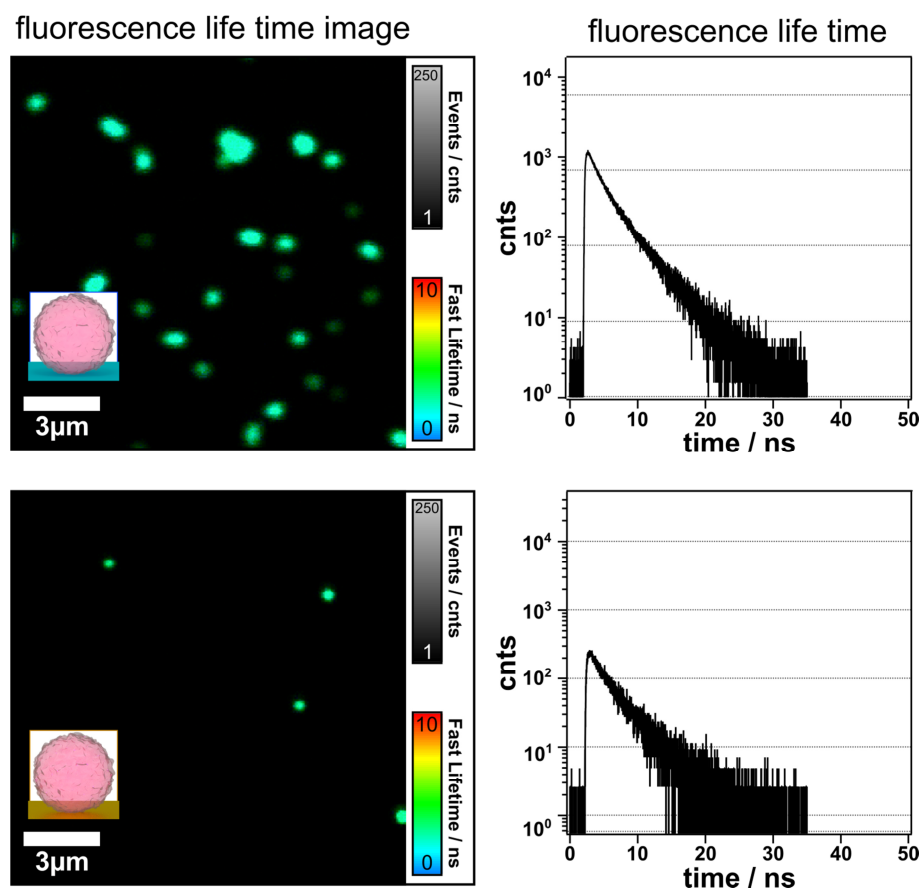 fluorescence life time image
250
Events / cnts
1
10
Fast Lifetime / ns
0
3µm
fluorescence life time
10⁴
10³
10²
10¹
10⁰
cnts
0 10 20 30 40 50
time / ns
250
Events / cnts
1
10
Fast Lifetime / ns
0
3µm
10⁴
10³
10²
10¹
10⁰
cnts
0 10 20 30 40 50
time / ns